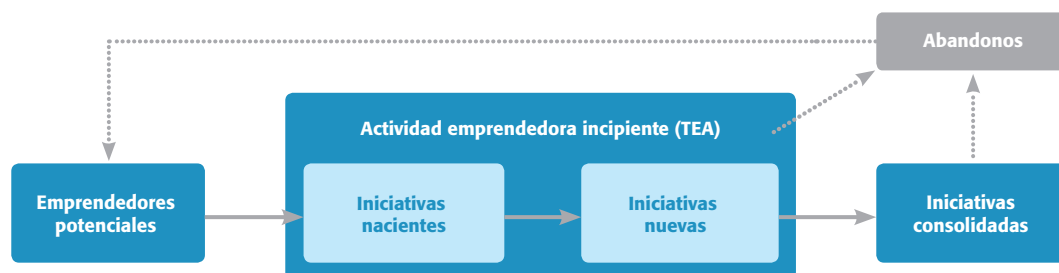 Abandonos
Actividad emprendedora incipiente (TEA)
Emprendedores
potenciales
Iniciativas
nacientes
Iniciativas
nuevas
Iniciativas
consolidadas